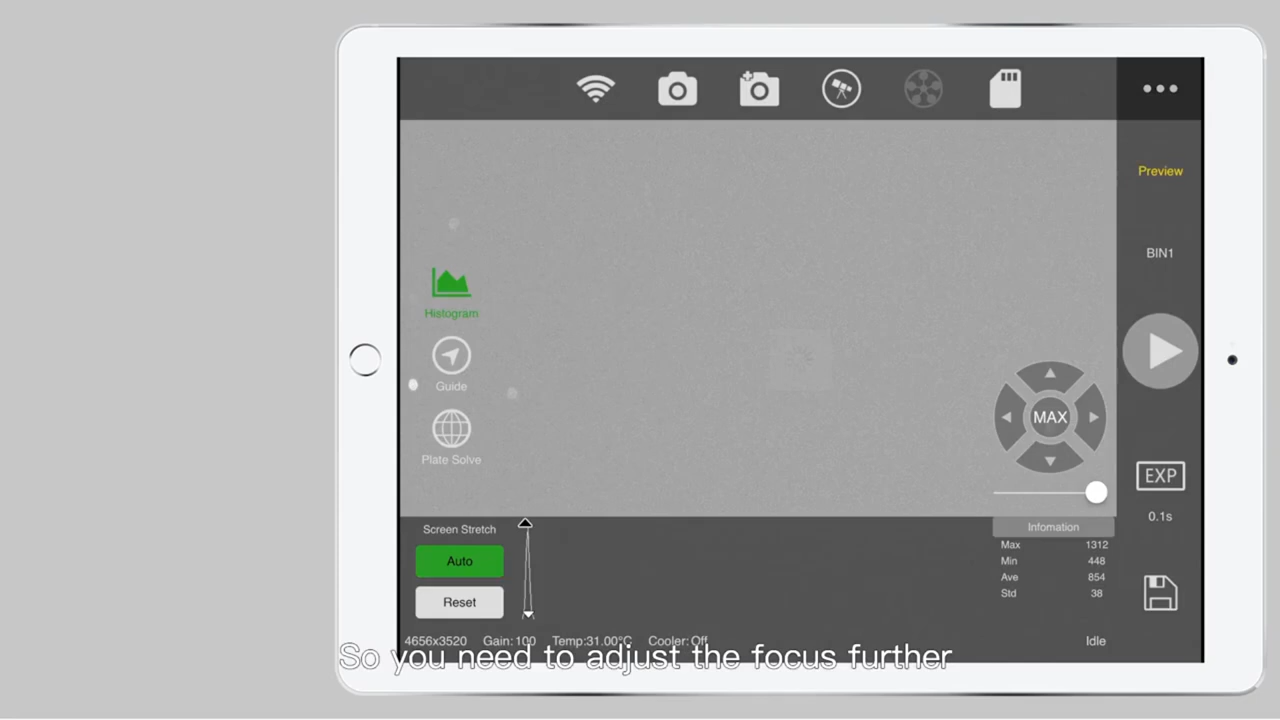 Preview
BIN1
Histogram
Guide
MAX
Plate Solve
EXP
0.1s
Screen Stretch
Infomation
Max 1312
Auto
Min 448
Ave 854
Std 38
Reset
4656x3520 Gain:100 Temp:31.00°C Cooler:Off Idle
So you need to adjust the focus further